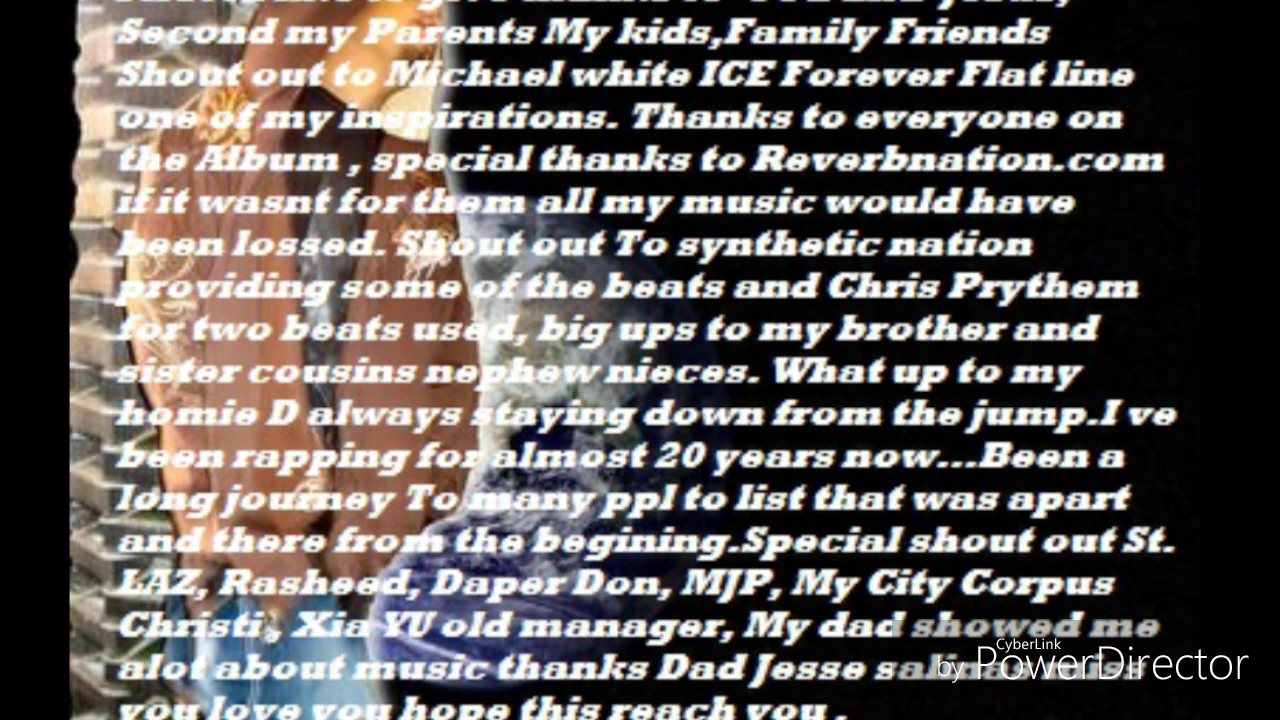 Second my Parents My kids,Family Friends
Shout out to Michael white ICE Forever Flat line
one of my inspirations. Thanks to everyone on
the Album , special thanks to Reverbnation.com
if it wasnt for them all my music would have
been lossed. Shout out To synthetic nation
providing some of the beats and Chris Prythem
for two beats used, big ups to my brother and
sister cousins nephew nieces. What up to my
homie D always staying down from the jump.I ve
been rapping for almost 20 years now...Been a
long journey To many ppl to list that was apart
and there from the begining.Special shout out St.
LAZ, Rasheed, Daper Don, MJP, My City Corpus
Christi, Xia YU old manager, My dad showed me
alot about music thanks Dad Jesse
you love you hope this reach you .
CyberLink
by PowerDirector